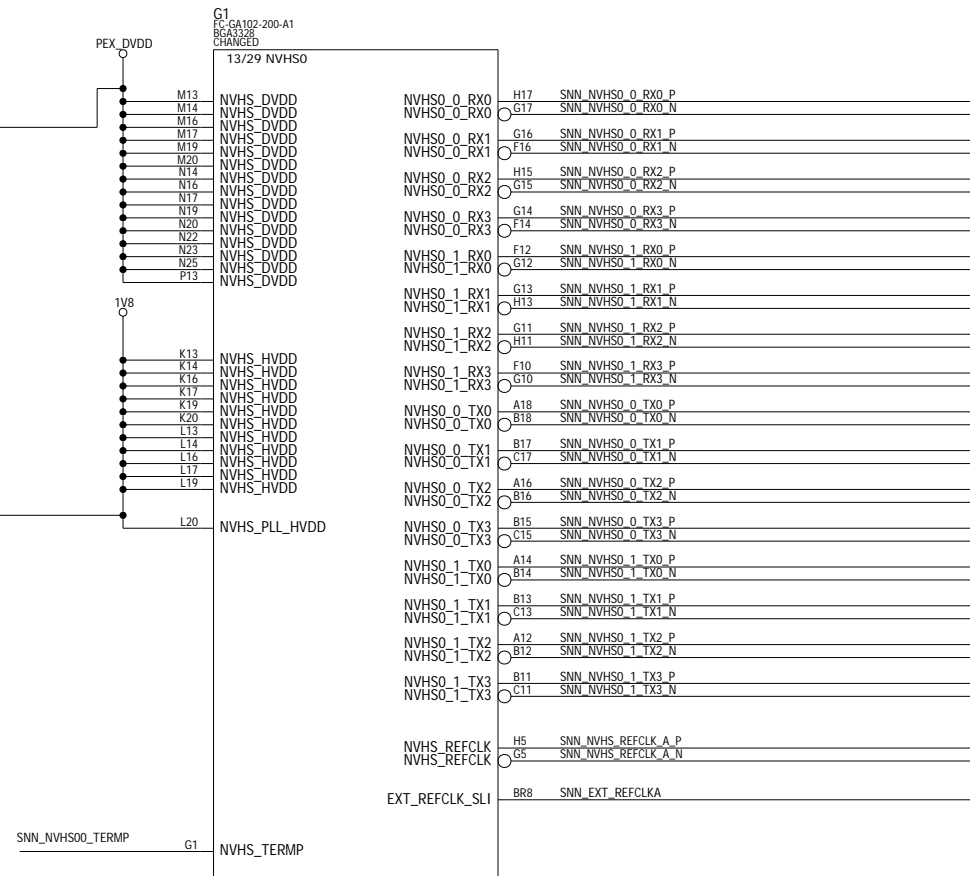 G1
FC-GA102-200-A1
BGA3328
CHANGED
13/29 NVHS0
PEX_DVDD
M13 NVHS_DVDD
M14 NVHS_DVDD
M16 NVHS_DVDD
M17 NVHS_DVDD
M19 NVHS_DVDD
M20 NVHS_DVDD
N14 NVHS_DVDD
N16 NVHS_DVDD
N17 NVHS_DVDD
N19 NVHS_DVDD
N20 NVHS_DVDD
N22 NVHS_DVDD
N23 NVHS_DVDD
N25 NVHS_DVDD
P13 NVHS_DVDD
1V8
K13 NVHS_HVDD
K14 NVHS_HVDD
K16 NVHS_HVDD
K17 NVHS_HVDD
K19 NVHS_HVDD
K20 NVHS_HVDD
L13 NVHS_HVDD
L14 NVHS_HVDD
L16 NVHS_HVDD
L17 NVHS_HVDD
L19 NVHS_HVDD
L20 NVHS_PLL_HVDD
SNN_NVHS00_TERMP G1 NVHS_TERMP
NVHS0_0_RX0 H17 SNN_NVHS0_0_RX0_P
NVHS0_0_RX0 G17 SNN_NVHS0_0_RX0_N
NVHS0_0_RX1 G16 SNN_NVHS0_0_RX1_P
NVHS0_0_RX1 F16 SNN_NVHS0_0_RX1_N
NVHS0_0_RX2 H15 SNN_NVHS0_0_RX2_P
NVHS0_0_RX2 G15 SNN_NVHS0_0_RX2_N
NVHS0_0_RX3 G14 SNN_NVHS0_0_RX3_P
NVHS0_0_RX3 F14 SNN_NVHS0_0_RX3_N
NVHS0_1_RX0 F12 SNN_NVHS0_1_RX0_P
NVHS0_1_RX0 G12 SNN_NVHS0_1_RX0_N
NVHS0_1_RX1 G13 SNN_NVHS0_1_RX1_P
NVHS0_1_RX1 H13 SNN_NVHS0_1_RX1_N
NVHS0_1_RX2 G11 SNN_NVHS0_1_RX2_P
NVHS0_1_RX2 H11 SNN_NVHS0_1_RX2_N
NVHS0_1_RX3 F10 SNN_NVHS0_1_RX3_P
NVHS0_1_RX3 G10 SNN_NVHS0_1_RX3_N
NVHS0_0_TX0 A18 SNN_NVHS0_0_TX0_P
NVHS0_0_TX0 B18 SNN_NVHS0_0_TX0_N
NVHS0_0_TX1 B17 SNN_NVHS0_0_TX1_P
NVHS0_0_TX1 C17 SNN_NVHS0_0_TX1_N
NVHS0_0_TX2 A16 SNN_NVHS0_0_TX2_P
NVHS0_0_TX2 B16 SNN_NVHS0_0_TX2_N
NVHS0_0_TX3 B15 SNN_NVHS0_0_TX3_P
NVHS0_0_TX3 C15 SNN_NVHS0_0_TX3_N
NVHS0_1_TX0 A14 SNN_NVHS0_1_TX0_P
NVHS0_1_TX0 B14 SNN_NVHS0_1_TX0_N
NVHS0_1_TX1 B13 SNN_NVHS0_1_TX1_P
NVHS0_1_TX1 C13 SNN_NVHS0_1_TX1_N
NVHS0_1_TX2 A12 SNN_NVHS0_1_TX2_P
NVHS0_1_TX2 B12 SNN_NVHS0_1_TX2_N
NVHS0_1_TX3 B11 SNN_NVHS0_1_TX3_P
NVHS0_1_TX3 C11 SNN_NVHS0_1_TX3_N
NVHS_REFCLK H5 SNN_NVHS_REFCLK_A_P
NVHS_REFCLK G5 SNN_NVHS_REFCLK_A_N
EXT_REFCLK_SLI BR8 SNN_EXT_REFCLKA